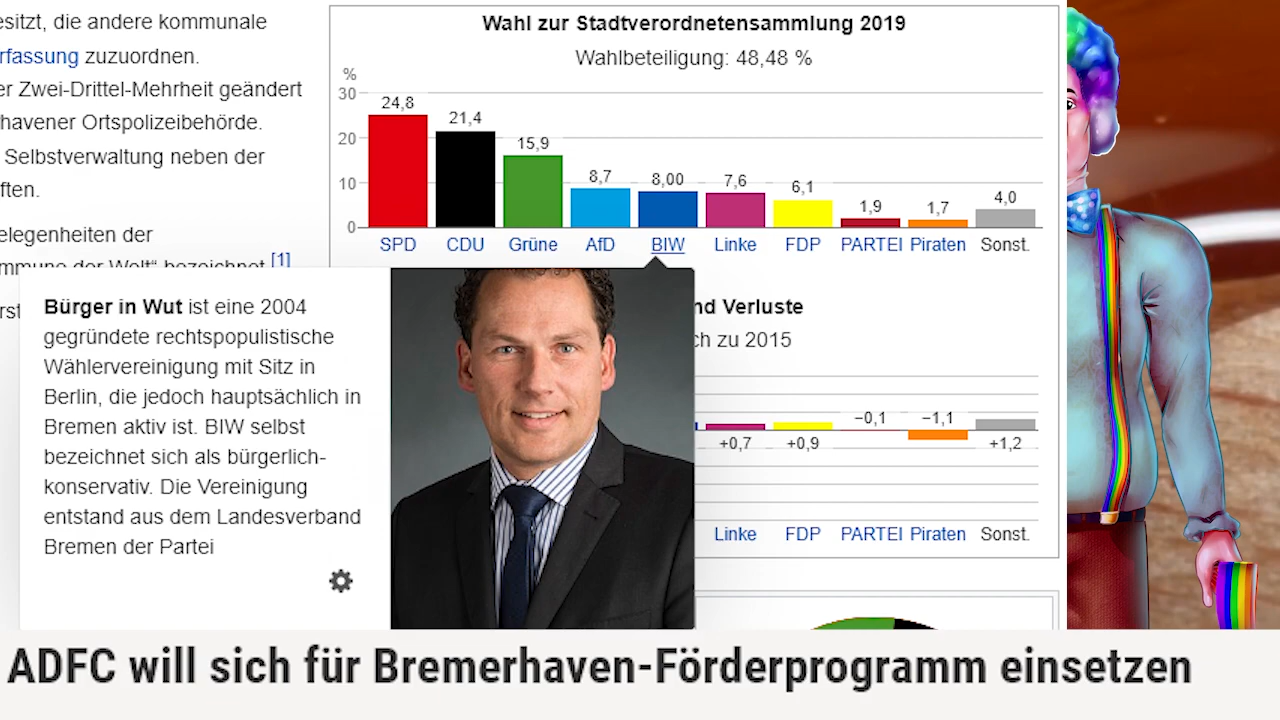 esitzt, die andere kommunale
rfassung zuzuordnen.
er Zwei-Drittel-Mehrheit geändert
havener Ortspolizeibehörde.
Selbstverwaltung neben der
ften.
elegenheiten der
mmune der Welt“ bezeichnet.[1]
rst
Wahl zur Stadtverordnetensammlung 2019
Wahlbeteiligung: 48,48 %
%
30
20
10
0
24,8
21,4
15,9
8,7
8,00
7,6
6,1
1,9
1,7
4,0
SPD CDU Grüne AfD BIW Linke FDP PARTEI Piraten Sonst.
Bürger in Wut ist eine 2004
gegründete rechtspopulistische
Wählervereinigung mit Sitz in
Berlin, die jedoch hauptsächlich in
Bremen aktiv ist. BIW selbst
bezeichnet sich als bürgerlich-
konservativ. Die Vereinigung
entstand aus dem Landesverband
Bremen der Partei
nd Verluste
ch zu 2015
+0,7
+0,9
−0,1
−1,1
+1,2
Linke FDP PARTEI Piraten Sonst.
ADFC will sich für Bremerhaven-Förderprogramm einsetzen